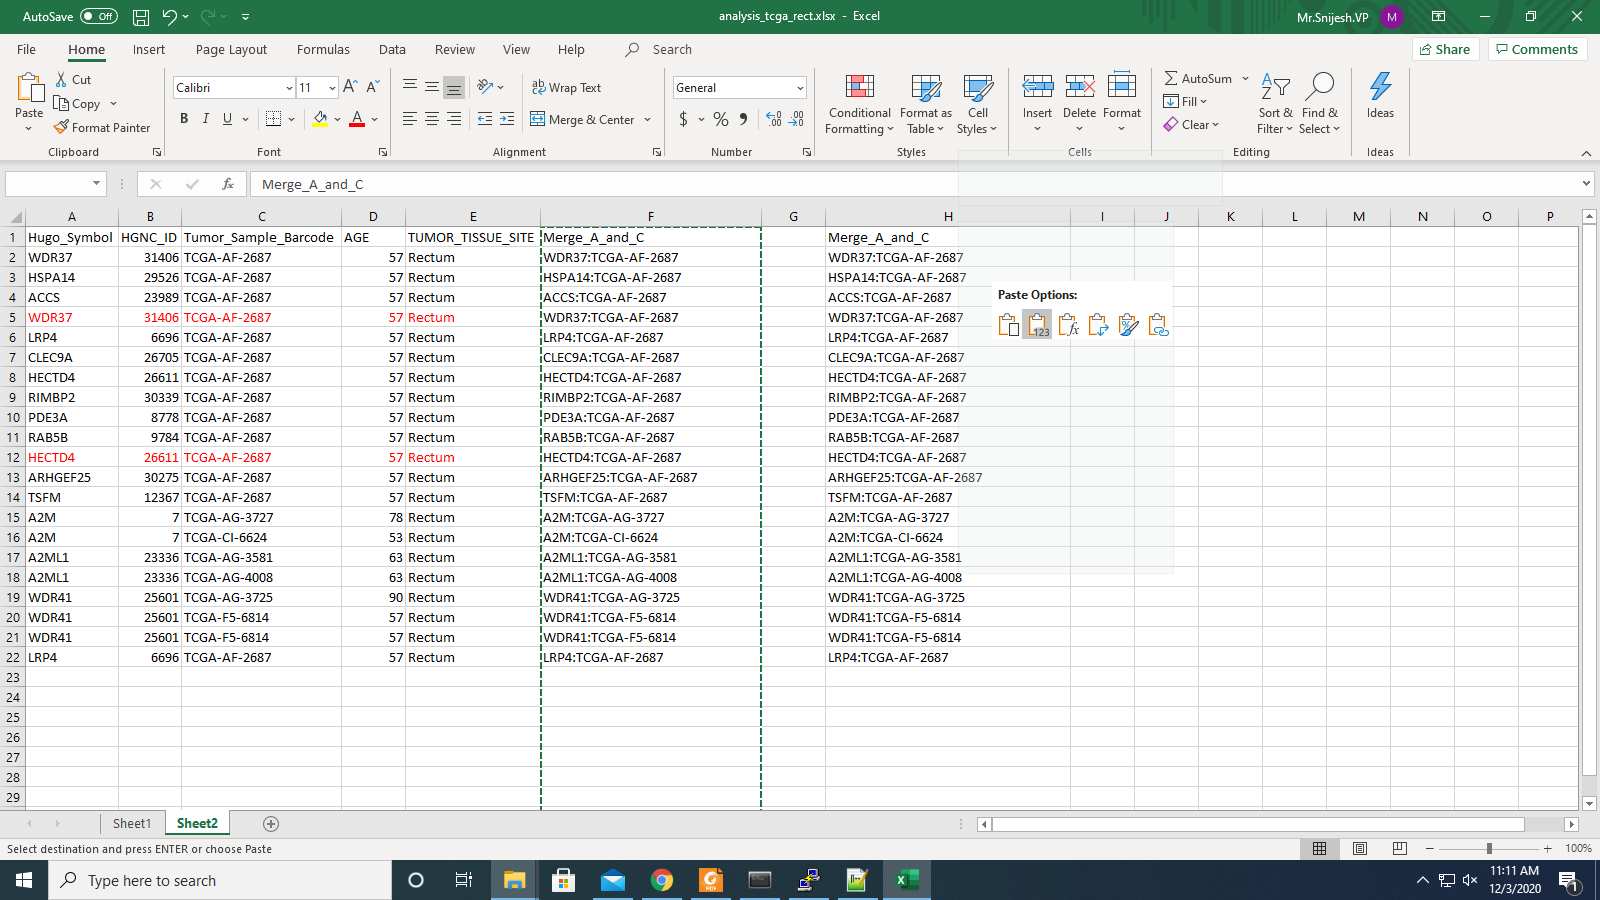 AutoSave Off analysis_tcga_rect.xlsx - Excel Mr.Snijesh.VP M
File Home Insert Page Layout Formulas Data Review View Help Search Share Comments
Paste Cut Copy Format Painter Clipboard
Calibri 11 A A B I U A Font
ab Wrap Text Merge & Center Alignment
General $ % Number
Conditional Formatting Format as Table Cell Styles Styles
Insert Delete Format Cells
AutoSum Fill Clear Sort & Filter Find & Select Editing
Ideas Ideas
fx Merge_A_and_C
A B C D E F G H I J K L M N O P
1 Hugo_Symbol HGNC_ID Tumor_Sample_Barcode AGE TUMOR_TISSUE_SITE Merge_A_and_C Merge_A_and_C
2 WDR37 31406 TCGA-AF-2687 57 Rectum WDR37:TCGA-AF-2687 WDR37:TCGA-AF-2687
3 HSPA14 29526 TCGA-AF-2687 57 Rectum HSPA14:TCGA-AF-2687 HSPA14:TCGA-AF-2687
4 ACCS 23989 TCGA-AF-2687 57 Rectum ACCS:TCGA-AF-2687 ACCS:TCGA-AF-2687
5 WDR37 31406 TCGA-AF-2687 57 Rectum WDR37:TCGA-AF-2687 WDR37:TCGA-AF-2687
6 LRP4 6696 TCGA-AF-2687 57 Rectum LRP4:TCGA-AF-2687 LRP4:TCGA-AF-2687
7 CLEC9A 26705 TCGA-AF-2687 57 Rectum CLEC9A:TCGA-AF-2687 CLEC9A:TCGA-AF-2687
8 HECTD4 26611 TCGA-AF-2687 57 Rectum HECTD4:TCGA-AF-2687 HECTD4:TCGA-AF-2687
9 RIMBP2 30339 TCGA-AF-2687 57 Rectum RIMBP2:TCGA-AF-2687 RIMBP2:TCGA-AF-2687
10 PDE3A 8778 TCGA-AF-2687 57 Rectum PDE3A:TCGA-AF-2687 PDE3A:TCGA-AF-2687
11 RAB5B 9784 TCGA-AF-2687 57 Rectum RAB5B:TCGA-AF-2687 RAB5B:TCGA-AF-2687
12 HECTD4 26611 TCGA-AF-2687 57 Rectum HECTD4:TCGA-AF-2687 HECTD4:TCGA-AF-2687
13 ARHGEF25 30275 TCGA-AF-2687 57 Rectum ARHGEF25:TCGA-AF-2687 ARHGEF25:TCGA-AF-2687
14 TSFM 12367 TCGA-AF-2687 57 Rectum TSFM:TCGA-AF-2687 TSFM:TCGA-AF-2687
15 A2M 7 TCGA-AG-3727 78 Rectum A2M:TCGA-AG-3727 A2M:TCGA-AG-3727
16 A2M 7 TCGA-CI-6624 53 Rectum A2M:TCGA-CI-6624 A2M:TCGA-CI-6624
17 A2ML1 23336 TCGA-AG-3581 63 Rectum A2ML1:TCGA-AG-3581 A2ML1:TCGA-AG-3581
18 A2ML1 23336 TCGA-AG-4008 63 Rectum A2ML1:TCGA-AG-4008 A2ML1:TCGA-AG-4008
19 WDR41 25601 TCGA-AG-3725 90 Rectum WDR41:TCGA-AG-3725 WDR41:TCGA-AG-3725
20 WDR41 25601 TCGA-F5-6814 57 Rectum WDR41:TCGA-F5-6814 WDR41:TCGA-F5-6814
21 WDR41 25601 TCGA-F5-6814 57 Rectum WDR41:TCGA-F5-6814 WDR41:TCGA-F5-6814
22 LRP4 6696 TCGA-AF-2687 57 Rectum LRP4:TCGA-AF-2687 LRP4:TCGA-AF-2687
23
24
25
26
27
28
29
Paste Options:
123 fx
Sheet1 Sheet2
Select destination and press ENTER or choose Paste 100%
Type here to search 11:11 AM
12/3/2020 1